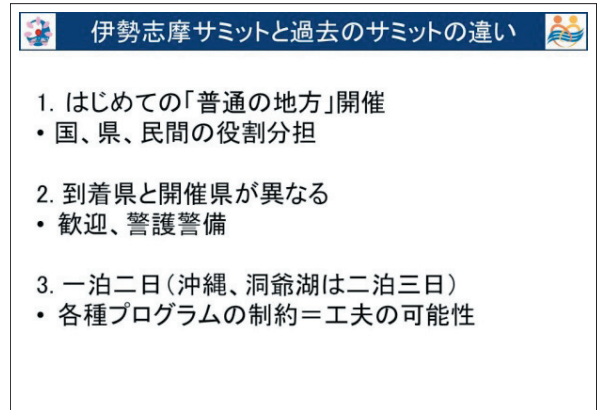 伊勢志摩サミットと過去のサミットの違い
1. はじめての「普通の地方」開催
• 国、県、民間の役割分担
2. 到着県と開催県が異なる
• 歓迎、警護警備
3. 一泊二日(沖縄、洞爺湖は二泊三日)
• 各種プログラムの制約＝工夫の可能性